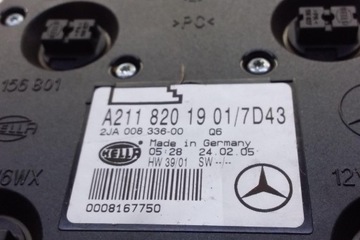 >PC<
155 801
A211 820 19 01/7D43
2JA 008 336-00 Q6
HELLA
Made in Germany
05:28 24.02.05
HW 39/01 SW --/--
0008167750
HELLA
6WX
12V